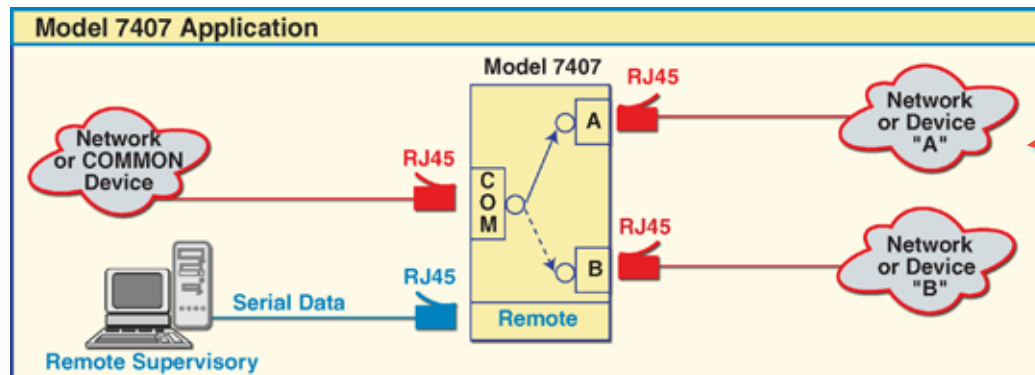 Model 7407 Application
Model 7407
Network
or COMMON
Device
RJ45
C
O
M
A
B
RJ45
Network
or Device
"A"
RJ45
Network
or Device
"B"
RJ45
Serial Data
Remote
Remote Supervisory